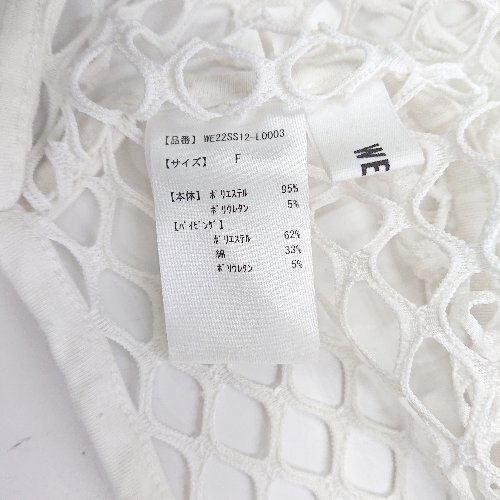 【品番】 WE22SS12-L0003
【サイズ】 F
【本体】 ポリエステル 95%
ポリウレタン 5%
【パイピング】
ポリエステル 62%
綿 33%
ポリウレタン 5%
WE